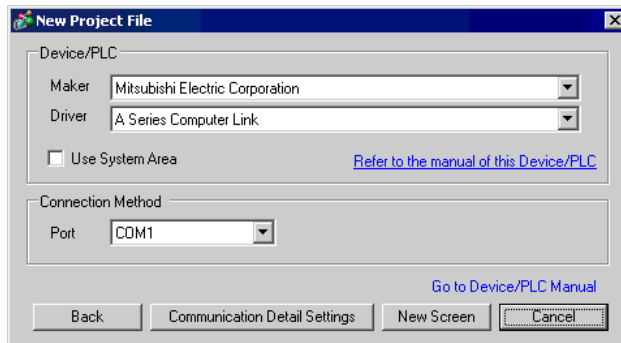 New Project File
Device/PLC
Maker Mitsubishi Electric Corporation
Driver A Series Computer Link
Use System Area Refer to the manual of this Device/PLC
Connection Method
Port COM1
Go to Device/PLC Manual
Back Communication Detail Settings New Screen Cancel